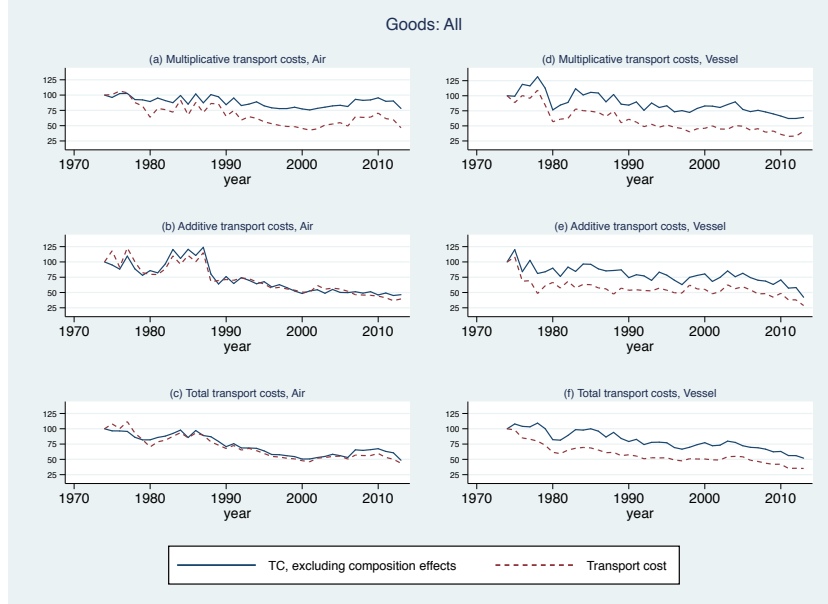 Goods: All
(a) Multiplicative transport costs, Air
125
100
75
50
25
1970 1980 1990 2000 2010
year
(d) Multiplicative transport costs, Vessel
125
100
75
50
25
1970 1980 1990 2000 2010
year
(b) Additive transport costs, Air
125
100
75
50
25
1970 1980 1990 2000 2010
year
(e) Additive transport costs, Vessel
125
100
75
50
25
1970 1980 1990 2000 2010
year
(c) Total transport costs, Air
125
100
75
50
25
1970 1980 1990 2000 2010
year
(f) Total transport costs, Vessel
125
100
75
50
25
1970 1980 1990 2000 2010
year
TC, excluding composition effects Transport cost